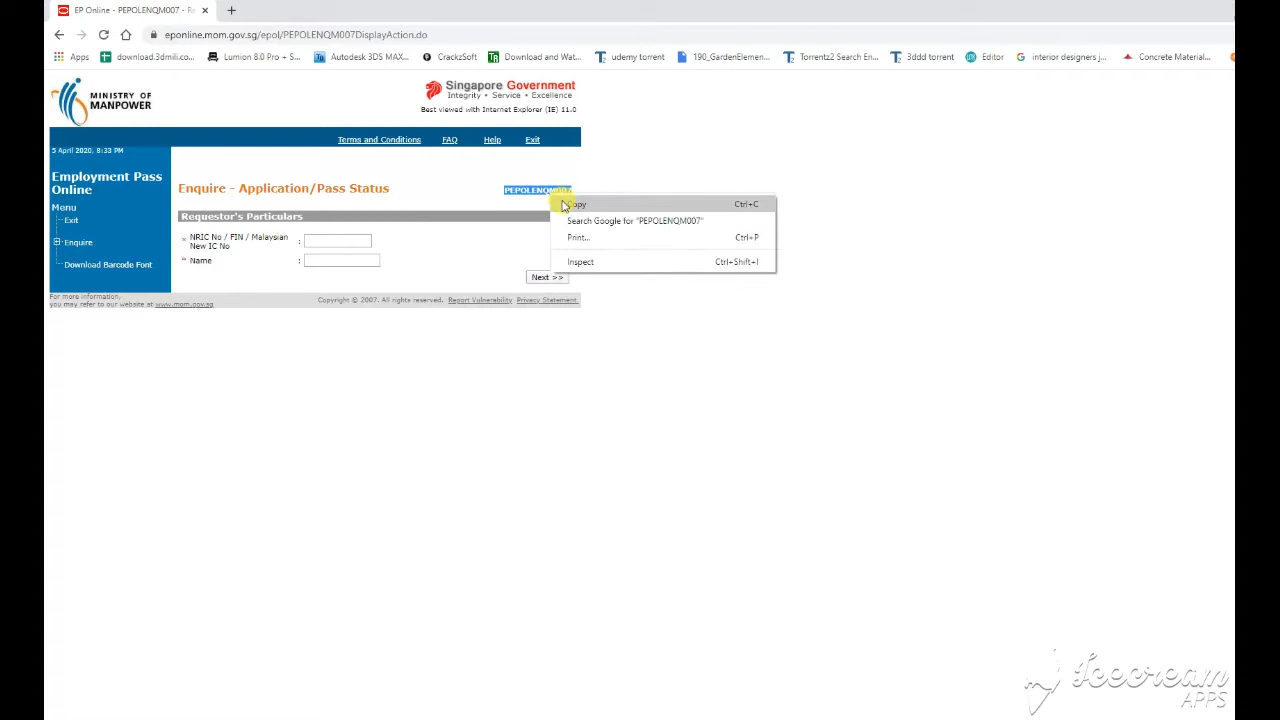 EP Online - PEPOLENQM007 - Re
eponline.mom.gov.sg/epol/PEPOLENQM007DisplayAction.do
Apps download.3dmili.co... Lumion 8.0 Pro + S... Autodesk 3DS MAX... CrackzSoft Download and Wat... udemy torrent 190_GardenElemen... Torrentz2 Search En... 3ddd torrent Editor interior designers j... Concrete Material...
MINISTRY OF
MANPOWER
Singapore Government
Integrity • Service • Excellence
Best viewed with Internet Explorer (IE) 11.0
Terms and Conditions FAQ Help Exit
5 April 2020, 8:33 PM
Employment Pass
Online
Menu
Exit
Enquire
Download Barcode Font
Enquire - Application/Pass Status PEPOLENQM007
Requestor's Particulars
* NRIC No / FIN / Malaysian
New IC No :
* Name :
Next >>
Copy Ctrl+C
Search Google for "PEPOLENQM007"
Print... Ctrl+P
Inspect Ctrl+Shift+I
For more information,
you may refer to our website at www.mom.gov.sg
Copyright © 2007. All rights reserved. Report Vulnerability Privacy Statement
Icecream
APPS